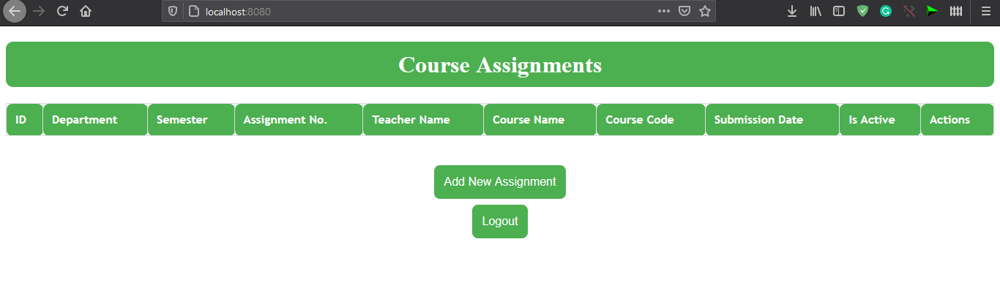 localhost:8080
Course Assignments
ID Department Semester Assignment No. Teacher Name Course Name Course Code Submission Date Is Active Actions
Add New Assignment
Logout